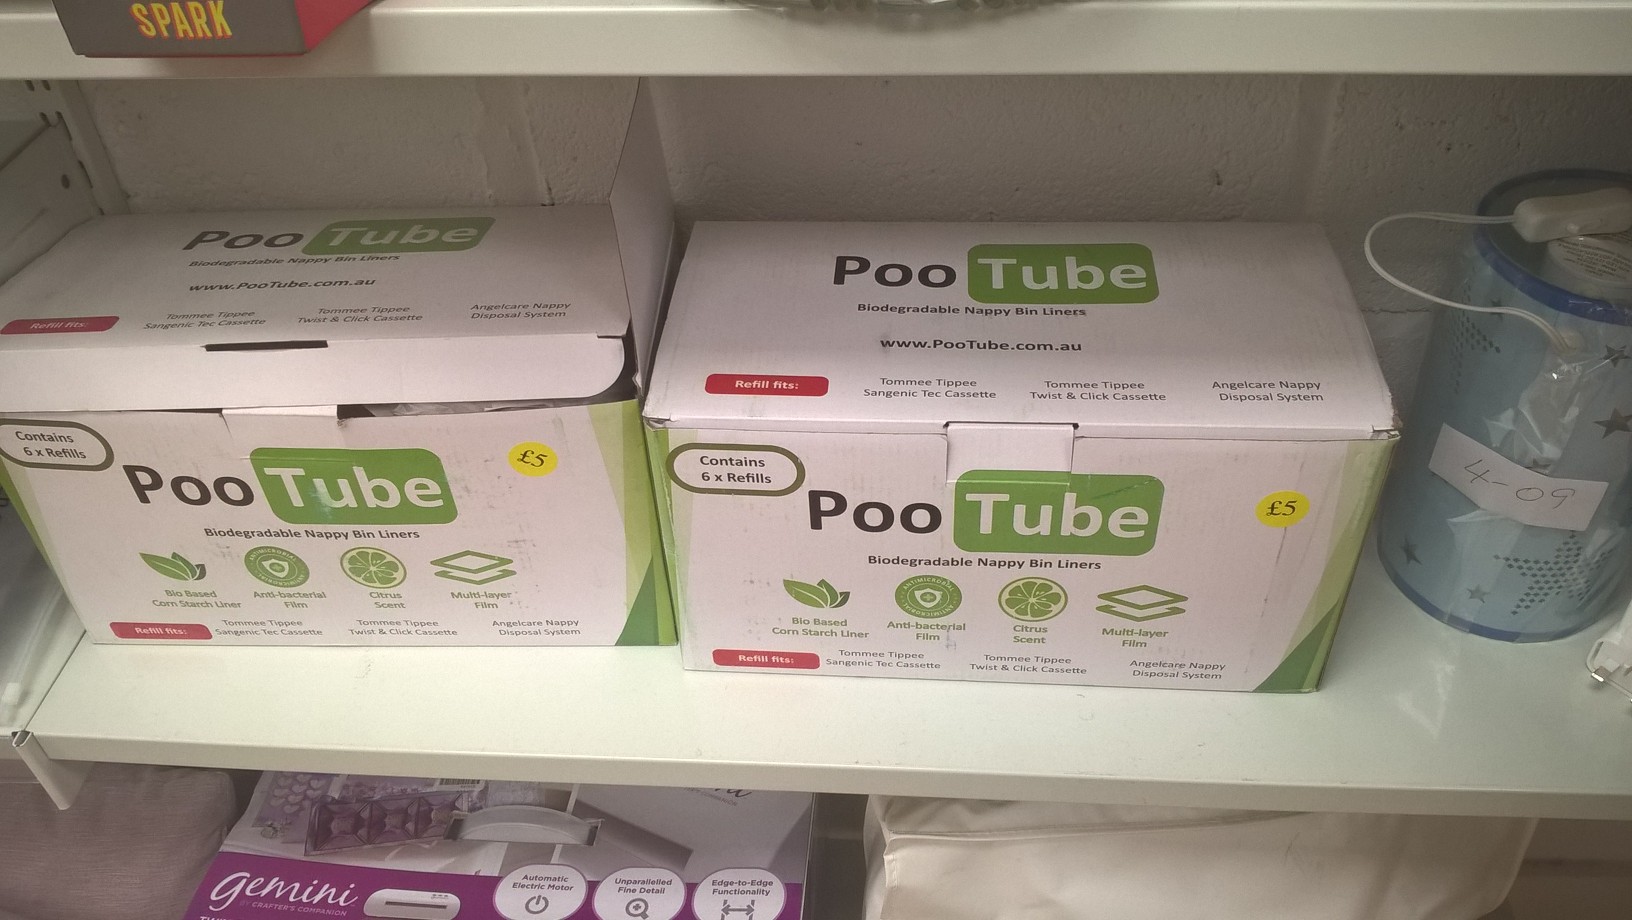 SPARK
Poo Tube
Biodegradable Nappy Bin Liners
www.PooTube.com.au
Refill fits:
Tommee Tippee
Sangenic Tec Cassette
Tommee Tippee
Twist & Click Cassette
Angelcare Nappy
Disposal System
Contains
6 x Refills
£5
Poo Tube
Biodegradable Nappy Bin Liners
Bio Based
Corn Starch Liner
ANTIMICROBIAL
Anti-bacterial
Film
Citrus
Scent
Multi-layer
Film
Refill fits:
Tommee Tippee
Sangenic Tec Cassette
Tommee Tippee
Twist & Click Cassette
Angelcare Nappy
Disposal System
Poo Tube
Biodegradable Nappy Bin Liners
www.PooTube.com.au
Refill fits:
Tommee Tippee
Sangenic Tec Cassette
Tommee Tippee
Twist & Click Cassette
Angelcare Nappy
Disposal System
Contains
6 x Refills
£5
Poo Tube
Biodegradable Nappy Bin Liners
Bio Based
Corn Starch Liner
ANTIMICROBIAL
ANTIMICROBIAL
Anti-bacterial
Film
Citrus
Scent
Multi-layer
Film
Refill fits:
Tommee Tippee
Sangenic Tec Cassette
Tommee Tippee
Twist & Click Cassette
Angelcare Nappy
Disposal System
4-09
Gemini
BY CRAFTER'S COMPANION
Automatic
Electric Motor
Unparallelled
Fine Detail
Edge-to-Edge
Functionality